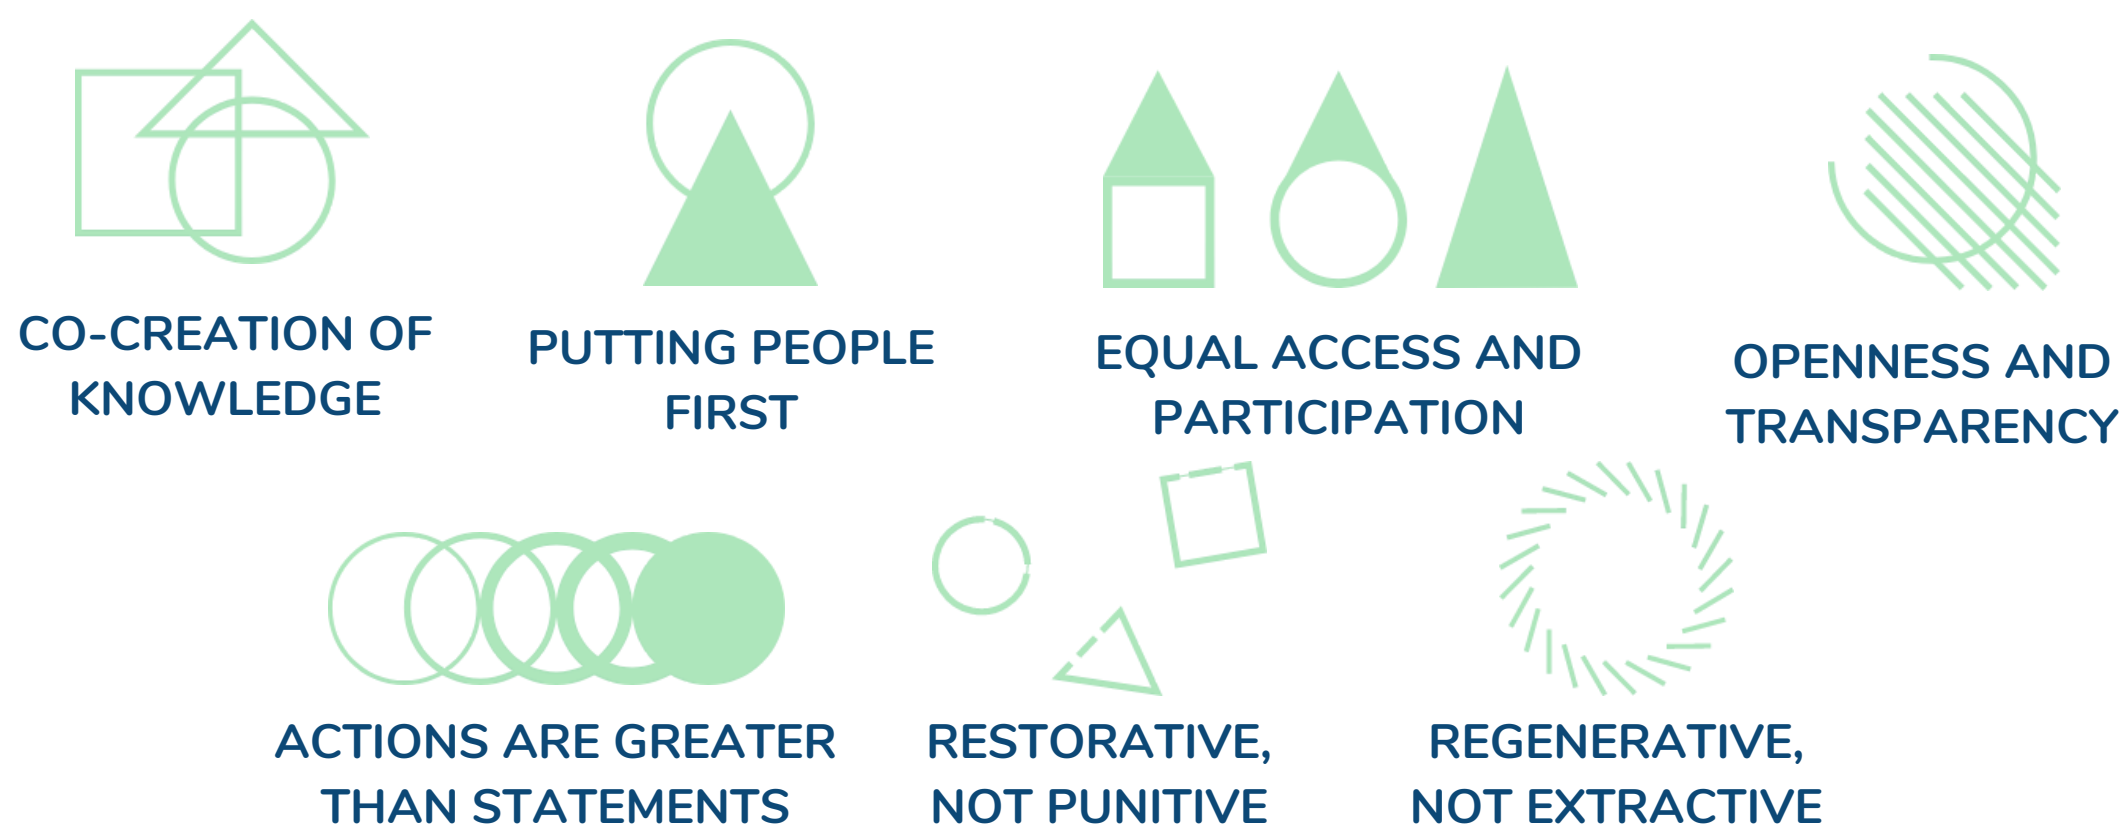 CO-CREATION OF
KNOWLEDGE
PUTTING PEOPLE
FIRST
EQUAL ACCESS AND
PARTICIPATION
OPENNESS AND
TRANSPARENCY
ACTIONS ARE GREATER
THAN STATEMENTS
RESTORATIVE,
NOT PUNITIVE
REGENERATIVE,
NOT EXTRACTIVE